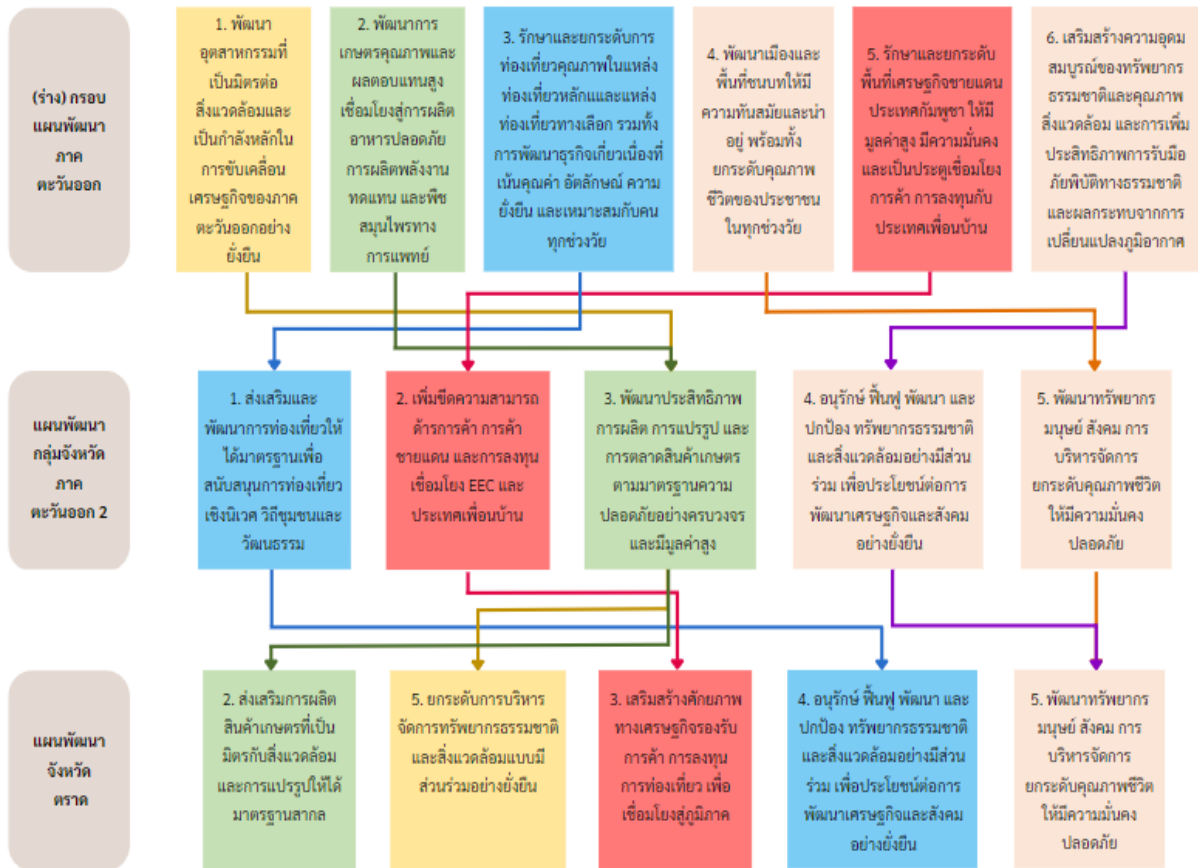 (ร่าง) กรอบ
แผนพัฒนา
ภาค
ตะวันออก
1. พัฒนา
อุตสาหกรรมที่
เป็นมิตรต่อ
สิ่งแวดล้อมและ
เป็นกำลังหลักใน
การขับเคลื่อน
เศรษฐกิจของภาค
ตะวันออกอย่าง
ยั่งยืน
2. พัฒนาการ
เกษตรคุณภาพและ
ผลตอบแทนสูง
เชื่อมโยงสู่การผลิต
อาหารปลอดภัย
การผลิตพลังงาน
ทดแทน และพืช
สมุนไพรทาง
การแพทย์
3. รักษาและยกระดับการ
ท่องเที่ยวคุณภาพในแหล่ง
ท่องเที่ยวหลักแและแหล่ง
ท่องเที่ยวทางเลือก รวมทั้ง
การพัฒนาธุรกิจเกี่ยวเนื่องที่
เน้นคุณค่า อัตลักษณ์ ความ
ยั่งยืน และเหมาะสมกับคน
ทุกช่วงวัย
4. พัฒนาเมืองและ
พื้นที่ชนบทให้มี
ความทันสมัยและน่า
อยู่ พร้อมทั้ง
ยกระดับคุณภาพ
ชีวิตของประชาชน
ในทุกช่วงวัย
5. รักษาและยกระดับ
พื้นที่เศรษฐกิจชายแดน
ประเทศกัมพูชา ให้มี
มูลค่าสูง มีความมั่นคง
และเป็นประตูเชื่อมโยง
การค้า การลงทุนกับ
ประเทศเพื่อนบ้าน
6. เสริมสร้างความอุดม
สมบูรณ์ของทรัพยากร
ธรรมชาติและคุณภาพ
สิ่งแวดล้อม และการเพิ่ม
ประสิทธิภาพการรับมือ
ภัยพิบัติทางธรรมชาติ
และผลกระทบจากการ
เปลี่ยนแปลงภูมิอากาศ
แผนพัฒนา
กลุ่มจังหวัด
ภาค
ตะวันออก 2
1. ส่งเสริมและ
พัฒนาการท่องเที่ยวให้
ได้มาตรฐานเพื่อ
สนับสนุนการท่องเที่ยว
เชิงนิเวศ วิถีชุมชนและ
วัฒนธรรม
2. เพิ่มขีดความสามารถ
ด้ารการค้า การค้า
ชายแดน และการลงทุน
เชื่อมโยง EEC และ
ประเทศเพื่อนบ้าน
3. พัฒนาประสิทธิภาพ
การผลิต การแปรรูป และ
การตลาดสินค้าเกษตร
ตามมาตรฐานความ
ปลอดภัยอย่างครบวงจร
และมีมูลค่าสูง
4. อนุรักษ์ ฟื้นฟู พัฒนา และ
ปกป้อง ทรัพยากรธรรมชาติ
และสิ่งแวดล้อมอย่างมีส่วน
ร่วม เพื่อประโยชน์ต่อการ
พัฒนาเศรษฐกิจและสังคม
อย่างยั่งยืน
5. พัฒนาทรัพยากร
มนุษย์ สังคม การ
บริหารจัดการ
ยกระดับคุณภาพชีวิต
ให้มีความมั่นคง
ปลอดภัย
แผนพัฒนา
จังหวัด
ตราด
2. ส่งเสริมการผลิต
สินค้าเกษตรที่เป็น
มิตรกับสิ่งแวดล้อม
และการแปรรูปให้ได้
มาตรฐานสากล
5. ยกระดับการบริหาร
จัดการทรัพยากรธรรมชาติ
และสิ่งแวดล้อมแบบมี
ส่วนร่วมอย่างยั่งยืน
3. เสริมสร้างศักยภาพ
ทางเศรษฐกิจรองรับ
การค้า การลงทุน
การท่องเที่ยว เพื่อ
เชื่อมโยงสู่ภูมิภาค
4. อนุรักษ์ ฟื้นฟู พัฒนา และ
ปกป้อง ทรัพยากรธรรมชาติ
และสิ่งแวดล้อมอย่างมีส่วน
ร่วม เพื่อประโยชน์ต่อการ
พัฒนาเศรษฐกิจและสังคม
อย่างยั่งยืน
5. พัฒนาทรัพยากร
มนุษย์ สังคม การ
บริหารจัดการ
ยกระดับคุณภาพชีวิต
ให้มีความมั่นคง
ปลอดภัย